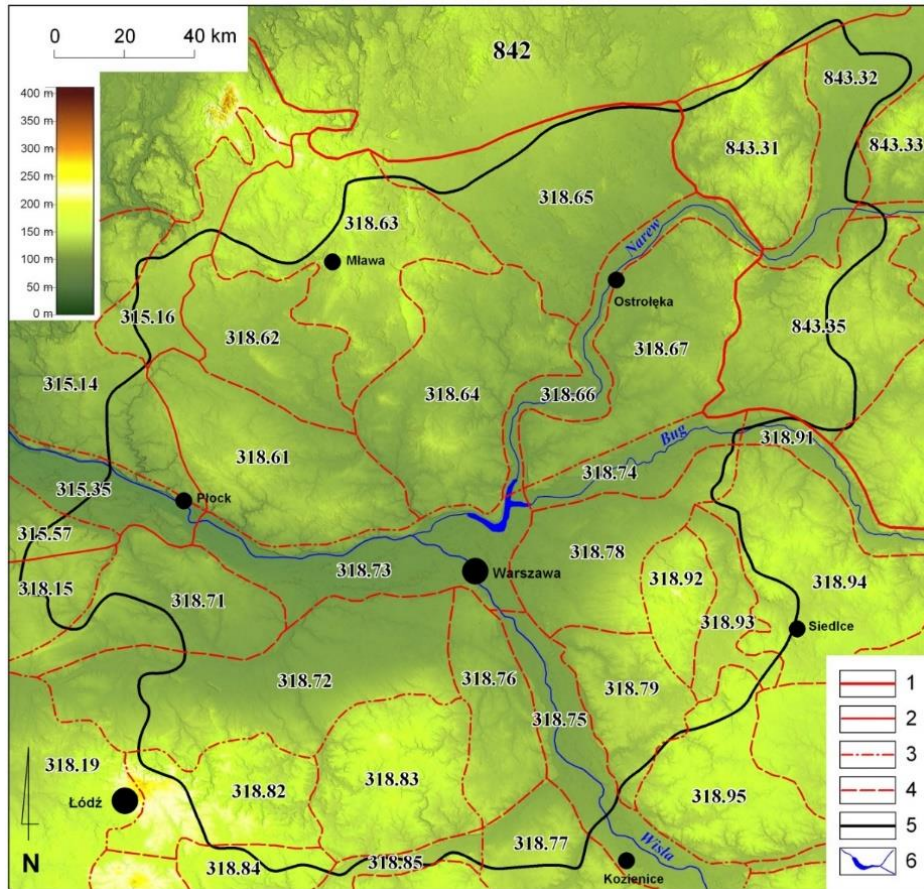 0 20 40 km
842
843.32
400 m
350 m
300 m
250 m
200 m
150 m
100 m
50 m
0 m
843.31
843.33
318.65
318.63
Narew
Mława
Ostrołęka
315.16
318.62
843.35
318.67
315.14
318.64
318.66
Bug
318.91
318.61
318.74
315.35
Płock
315.57
318.73
Warszawa
318.78
318.92
318.94
318.15
318.71
318.93
Siedlce
318.72
318.76
318.79
318.75
1
2
3
4
5
6
318.19
318.82
318.83
318.95
Łódź
318.77
Wisła
N
318.84
318.85
Kozienice